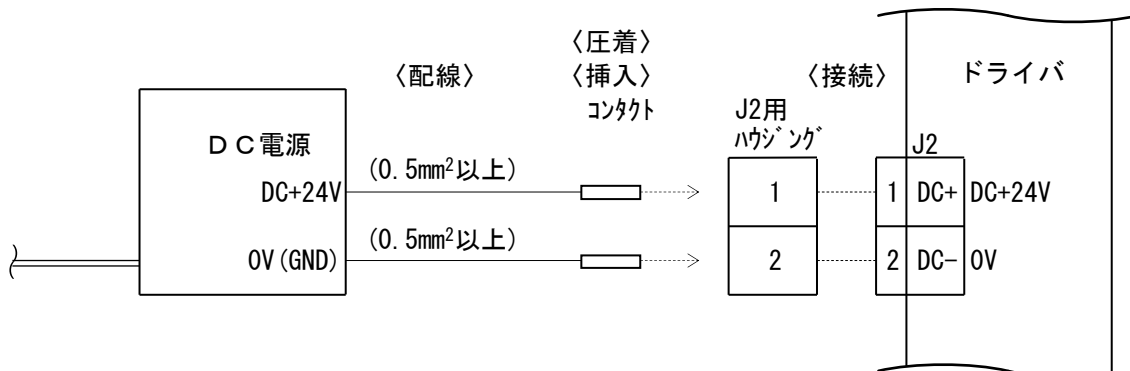 〈圧着〉
〈配線〉
〈挿入〉
〈接続〉
ドライバ
ｺﾝﾀｸﾄ
J2用
ﾊｳｼﾞﾝｸﾞ
ＤＣ電源
J2
(0.5mm²以上)
DC+24V
1
1
DC+
DC+24V
(0.5mm²以上)
0V(GND)
2
2
DC-
0V